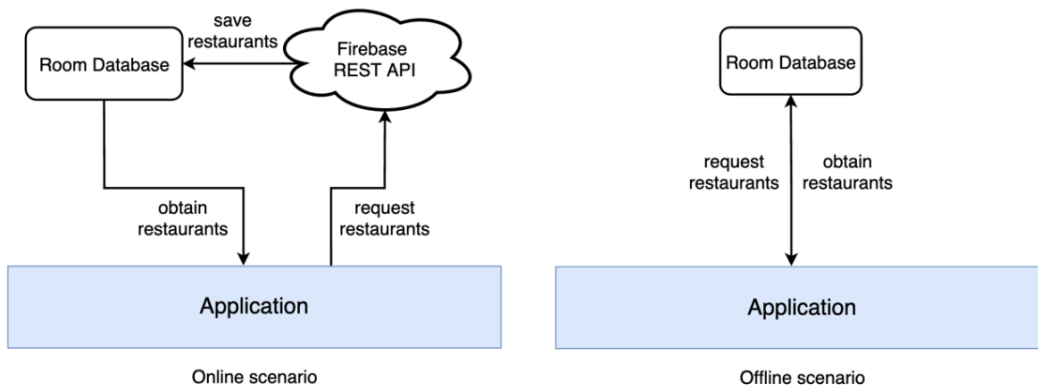 save
restaurants
Room Database
Firebase
REST API
obtain
restaurants
request
restaurants
Application
Online scenario
Room Database
request
restaurants
obtain
restaurants
Application
Offline scenario